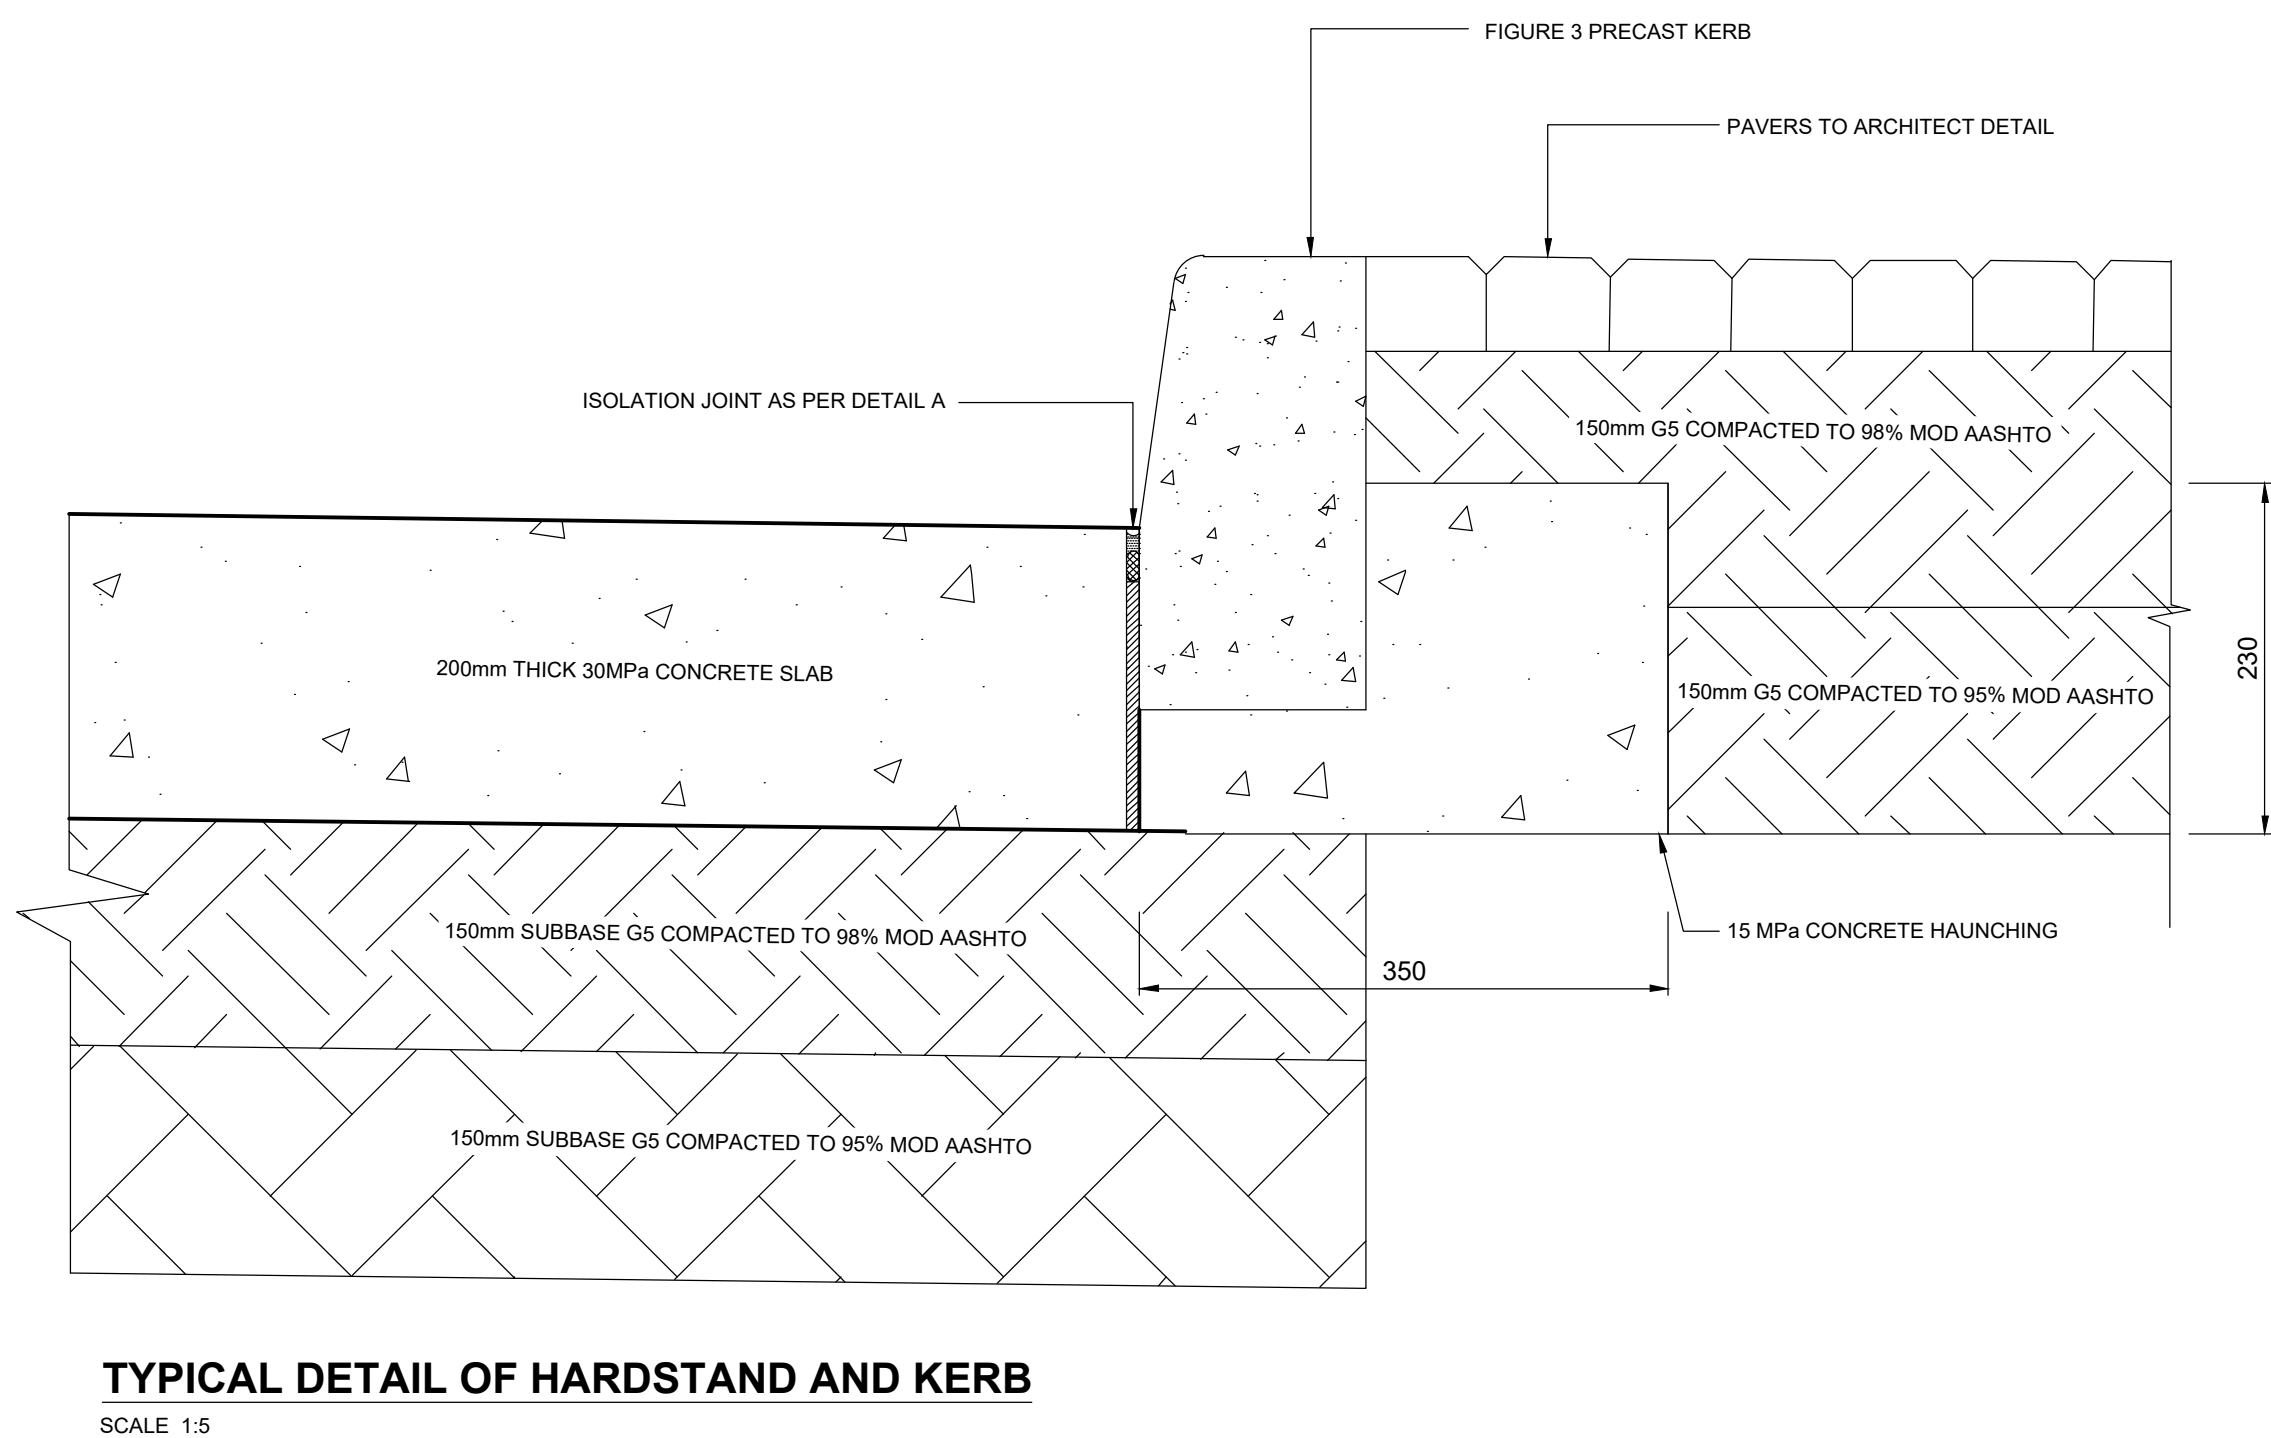 FIGURE 3 PRECAST KERB
PAVERS TO ARCHITECT DETAIL
ISOLATION JOINT AS PER DETAIL A
150mm G5 COMPACTED TO 98% MOD AASHTO
200mm THICK 30MPa CONCRETE SLAB
230
150mm G5 COMPACTED TO 95% MOD AASHTO
150mm SUBBASE G5 COMPACTED TO 98% MOD AASHTO
15 MPa CONCRETE HAUNCHING
350
150mm SUBBASE G5 COMPACTED TO 95% MOD AASHTO
TYPICAL DETAIL OF HARDSTAND AND KERB
SCALE 1:5